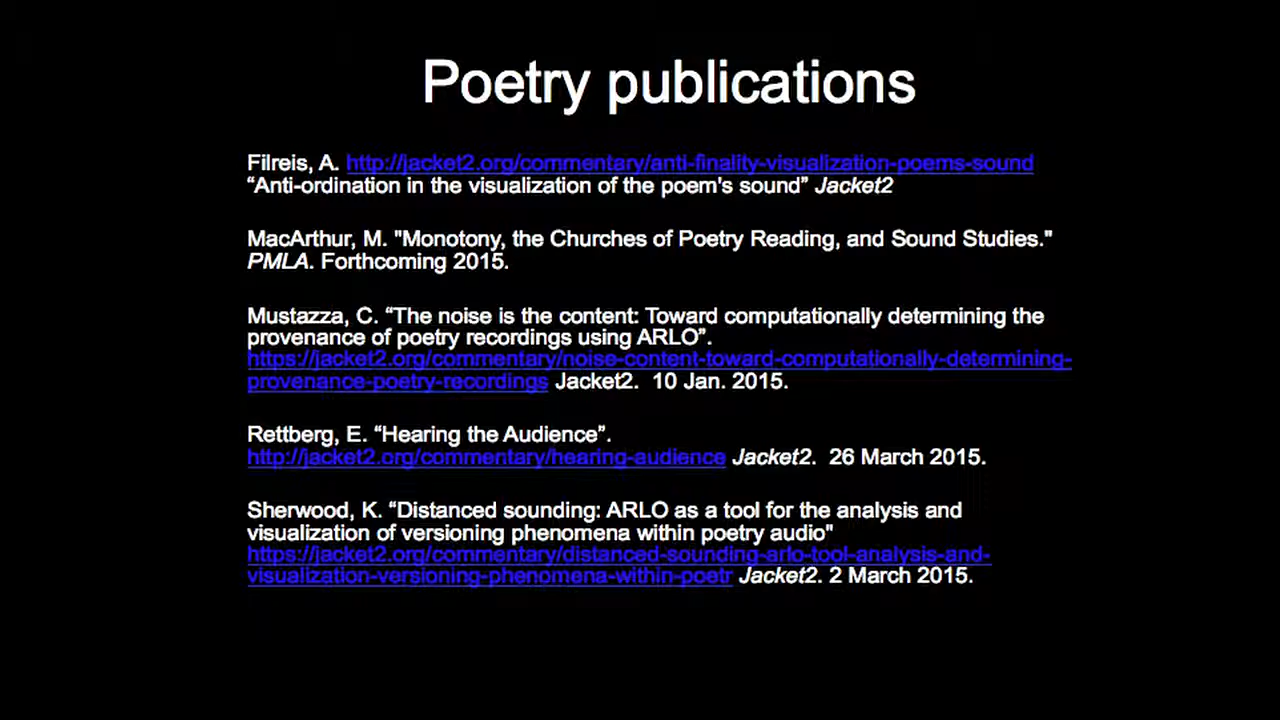 Poetry publications
Filreis, A. http://jacket2.org/commentary/anti-finality-visualization-poems-sound
“Anti-ordination in the visualization of the poem's sound” Jacket2
MacArthur, M. "Monotony, the Churches of Poetry Reading, and Sound Studies."
PMLA. Forthcoming 2015.
Mustazza, C. “The noise is the content: Toward computationally determining the
provenance of poetry recordings using ARLO”.
https://jacket2.org/commentary/noise-content-toward-computationally-determining-
provenance-poetry-recordings Jacket2.  10 Jan. 2015.
Rettberg, E. “Hearing the Audience”.
http://jacket2.org/commentary/hearing-audience Jacket2.  26 March 2015.
Sherwood, K. “Distanced sounding: ARLO as a tool for the analysis and
visualization of versioning phenomena within poetry audio"
https://jacket2.org/commentary/distanced-sounding-arlo-tool-analysis-and-
visualization-versioning-phenomena-within-poetr Jacket2. 2 March 2015.